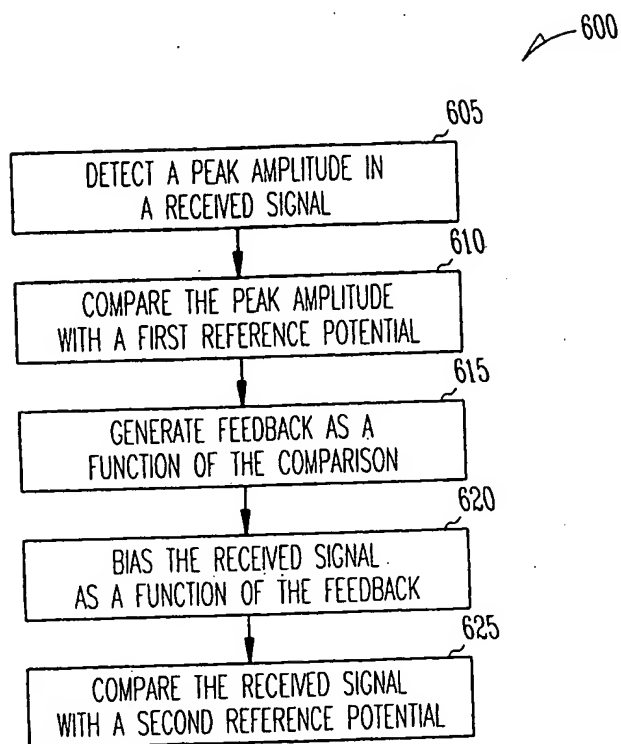 600
605
DETECT A PEAK AMPLITUDE IN
A RECEIVED SIGNAL
610
COMPARE THE PEAK AMPLITUDE
WITH A FIRST REFERENCE POTENTIAL
615
GENERATE FEEDBACK AS A
FUNCTION OF THE COMPARISON
620
BIAS THE RECEIVED SIGNAL
AS A FUNCTION OF THE FEEDBACK
625
COMPARE THE RECEIVED SIGNAL
WITH A SECOND REFERENCE POTENTIAL